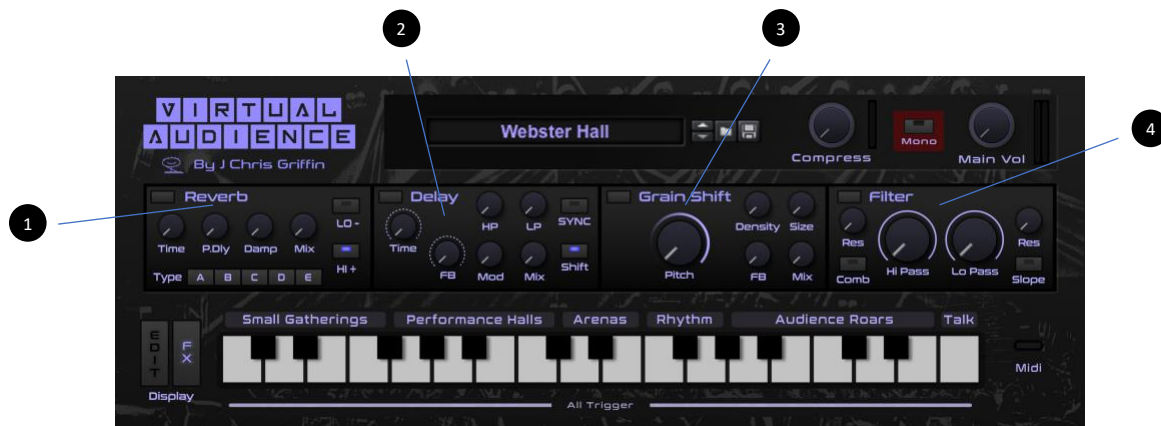 2
3
4
1
VIRTUAL
AUDIENCE
By J Chris Griffin
Webster Hall
Compress
Mono
Main Vol
Reverb
LO -
Time P.Dly Damp Mix
HI +
Type A B C D E
Delay
HP LP SYNC
Time
FB Mod Mix Shift
Grain Shift
Density Size
Pitch FB Mix
Filter
Res Res
Comb Hi Pass Lo Pass Slope
Small Gatherings Performance Halls Arenas Rhythm Audience Roars Talk
EDIT
FX
Display
Midi
All Trigger